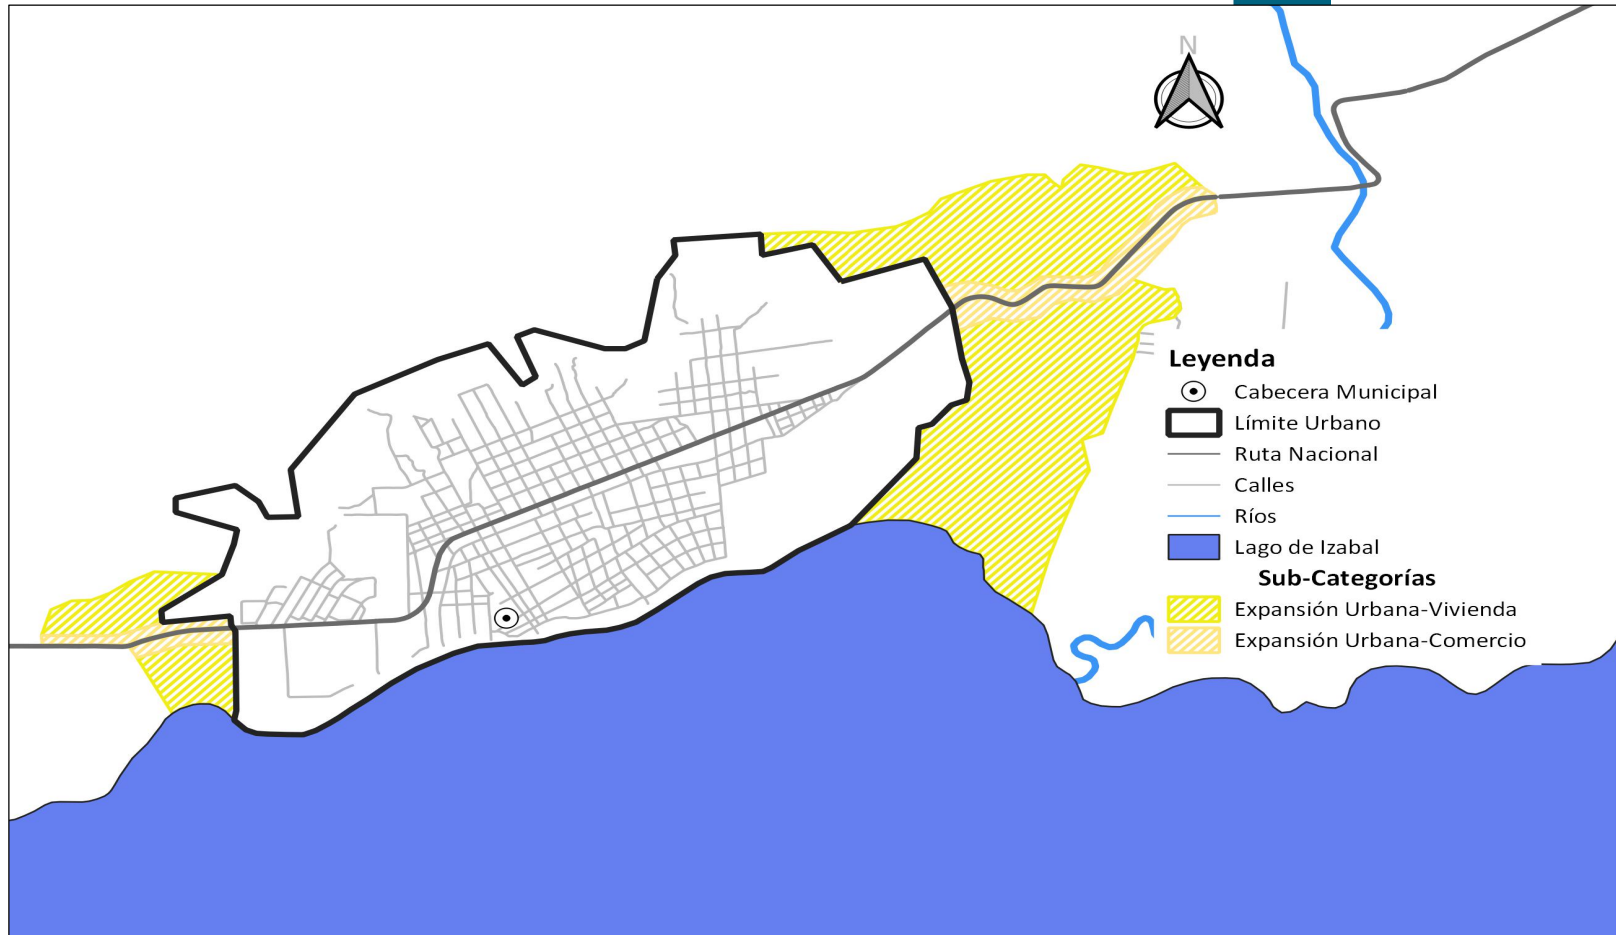 N
Leyenda
Cabecera Municipal
Límite Urbano
Ruta Nacional
Calles
Ríos
Lago de Izabal
Sub-Categorías
Expansión Urbana-Vivienda
Expansión Urbana-Comercio